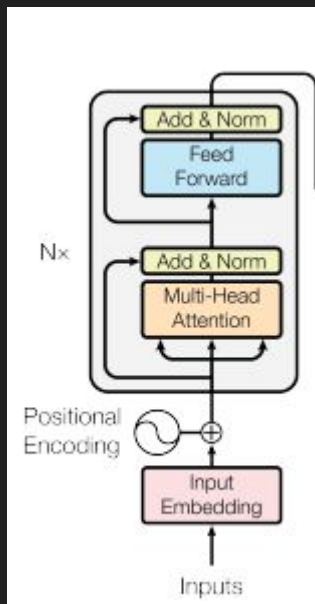 Add & Norm
Feed
Forward
Nx
Add & Norm
Multi-Head
Attention
Positional
Encoding
Input
Embedding
Inputs